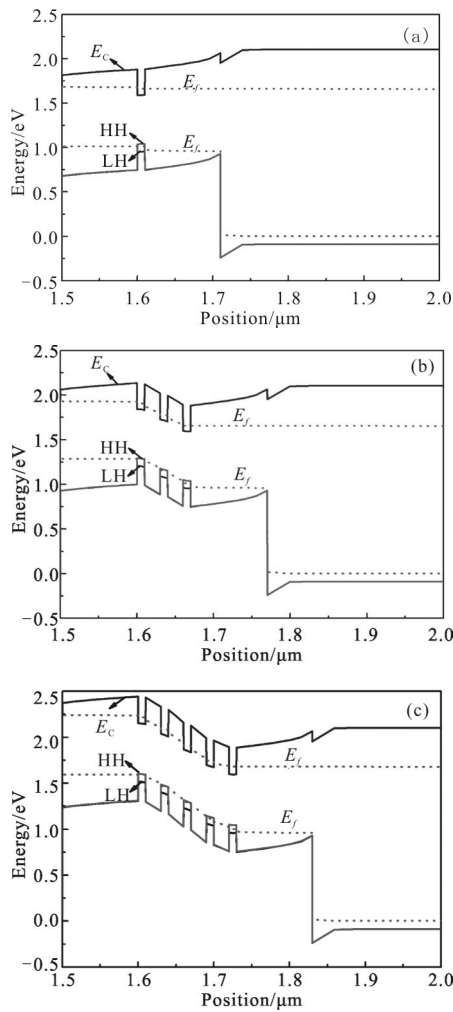 2.5
(a)
2.0
E_C
E_f
1.5
HH
1.0
E_f
LH
0.5
0.0
−0.5
1.5 1.6 1.7 1.8 1.9 2.0
Energy/eV
Position/μm
2.5
(b)
E_C
2.0
E_f
1.5
HH
1.0
LH
E_f
0.5
0.0
−0.5
1.5 1.6 1.7 1.8 1.9 2.0
Energy/eV
Position/μm
2.5
(c)
E_C
2.0
E_f
1.5
HH
LH
1.0
E_f
0.5
0.0
−0.5
1.5 1.6 1.7 1.8 1.9 2.0
Energy/eV
Position/μm